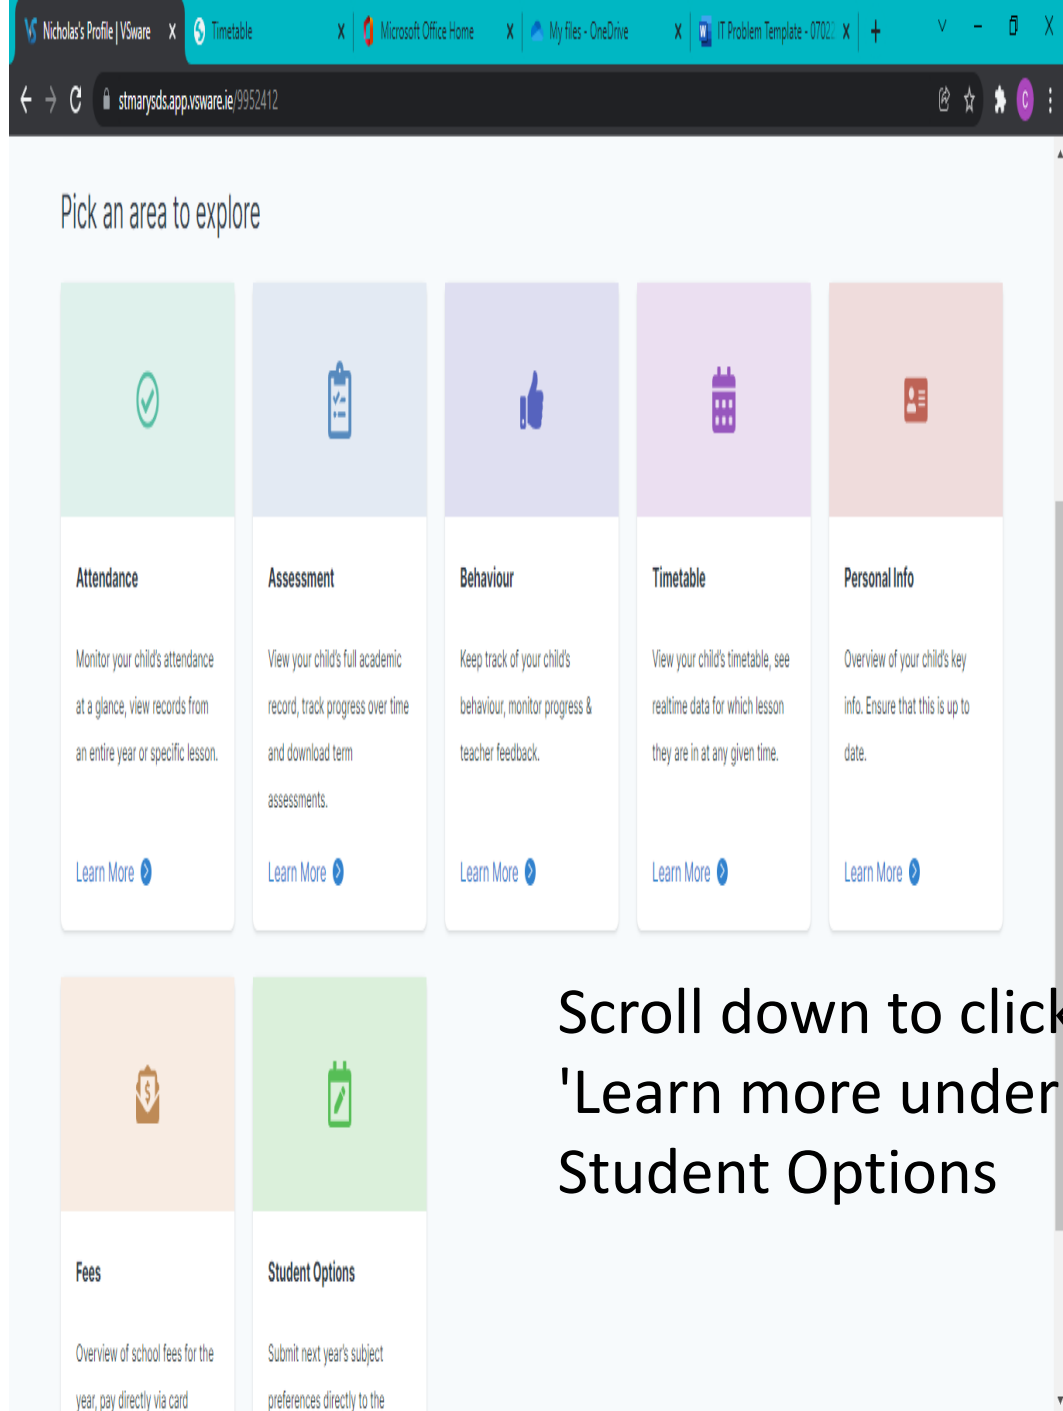 Nicholas's Profile | VSware
Timetable
Microsoft Office Home
My files - OneDrive
IT Problem Template - 07022
stmarysds.app.vsware.ie/9952412
C
Pick an area to explore
Attendance
Monitor your child's attendance
at a glance, view records from
an entire year or specific lesson.
Learn More
Assessment
View your child's full academic
record, track progress over time
and download term
assessments.
Learn More
Behaviour
Keep track of your child's
behaviour, monitor progress &
teacher feedback.
Learn More
Timetable
View your child's timetable, see
realtime data for which lesson
they are in at any given time.
Learn More
Personal Info
Overview of your child's key
info. Ensure that this is up to
date.
Learn More
Fees
Overview of school fees for the
year, pay directly via card
Student Options
Submit next year's subject
preferences directly to the
Scroll down to click
'Learn more under
Student Options